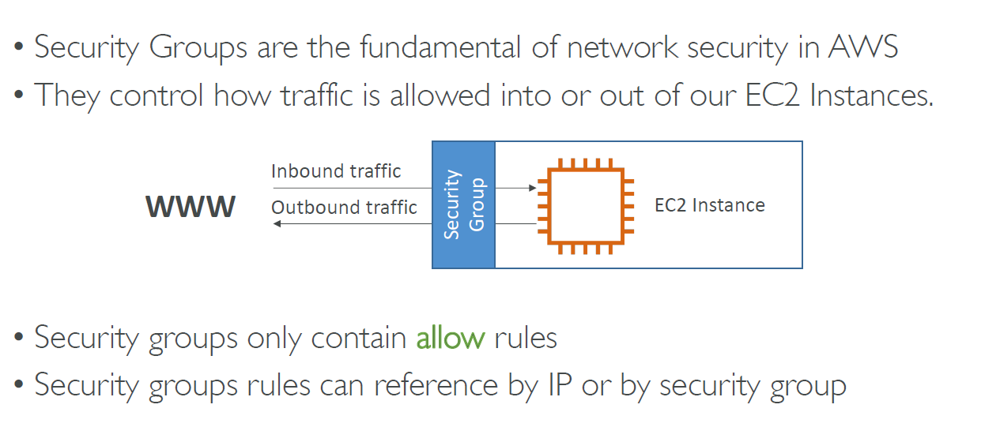 • Security Groups are the fundamental of network security in AWS
• They control how traffic is allowed into or out of our EC2 Instances.
WWW
Inbound traffic
Outbound traffic
Security
Group
EC2 Instance
• Security groups only contain allow rules
• Security groups rules can reference by IP or by security group